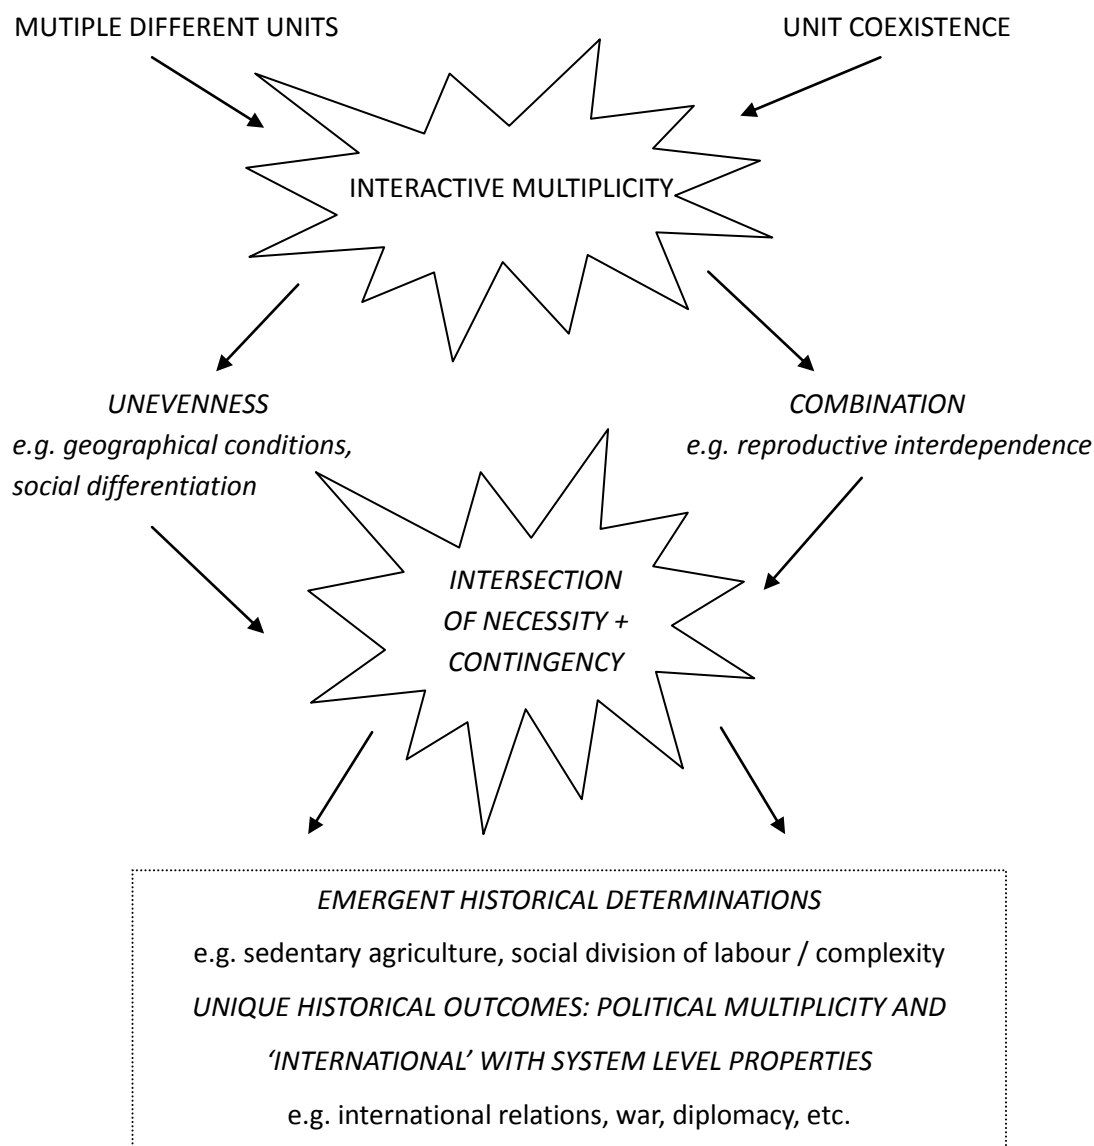 MUTIPLE DIFFERENT UNITS
UNIT COEXISTENCE
INTERACTIVE MULTIPLICITY
UNEVENNESS
e.g. geographical conditions,
social differentiation
COMBINATION
e.g. reproductive interdependence
INTERSECTION
OF NECESSITY +
CONTINGENCY
EMERGENT HISTORICAL DETERMINATIONS
e.g. sedentary agriculture, social division of labour / complexity
UNIQUE HISTORICAL OUTCOMES: POLITICAL MULTIPLICITY AND
‘INTERNATIONAL’ WITH SYSTEM LEVEL PROPERTIES
e.g. international relations, war, diplomacy, etc.